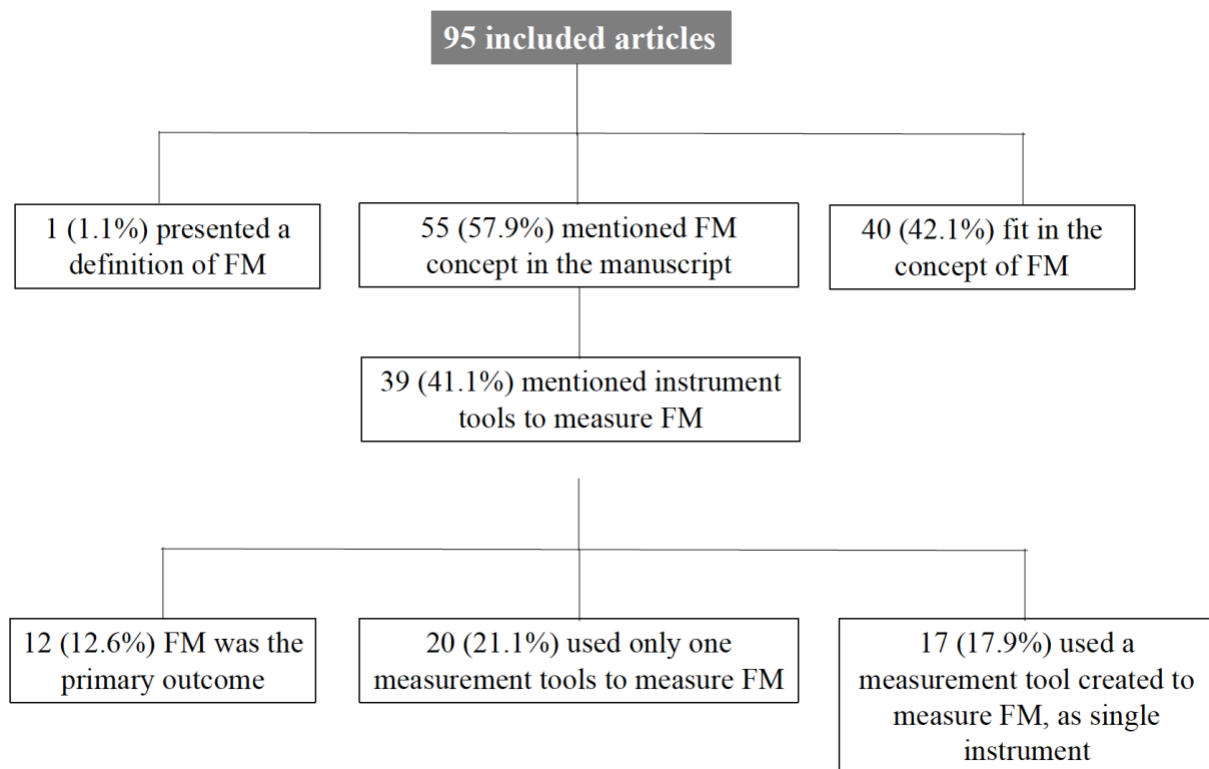 95 included articles
1 (1.1%) presented a
definition of FM
55 (57.9%) mentioned FM
concept in the manuscript
40 (42.1%) fit in the
concept of FM
39 (41.1%) mentioned instrument
tools to measure FM
12 (12.6%) FM was the
primary outcome
20 (21.1%) used only one
measurement tools to measure FM
17 (17.9%) used a
measurement tool created to
measure FM, as single
instrument